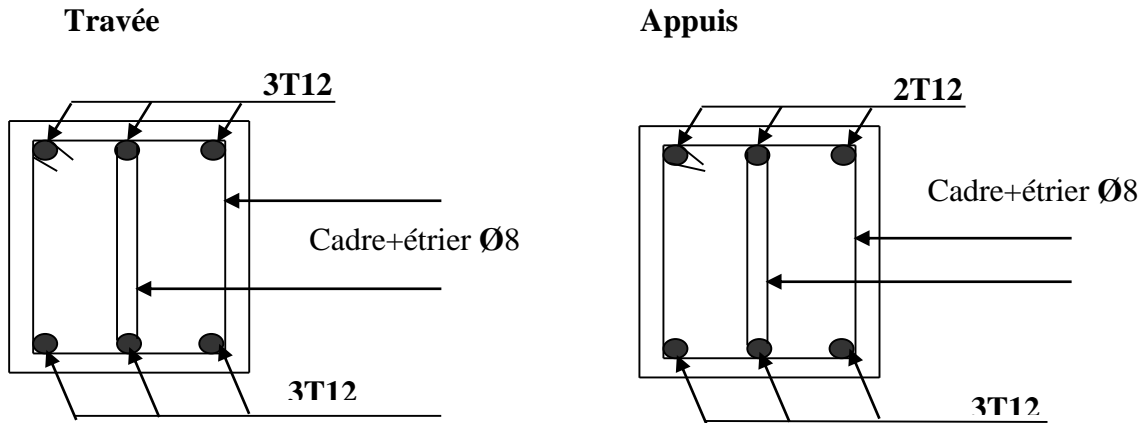 Travée
Appuis
3T12
2T12
Cadre+étrier Ø8
Cadre+étrier Ø8
3T12
3T12